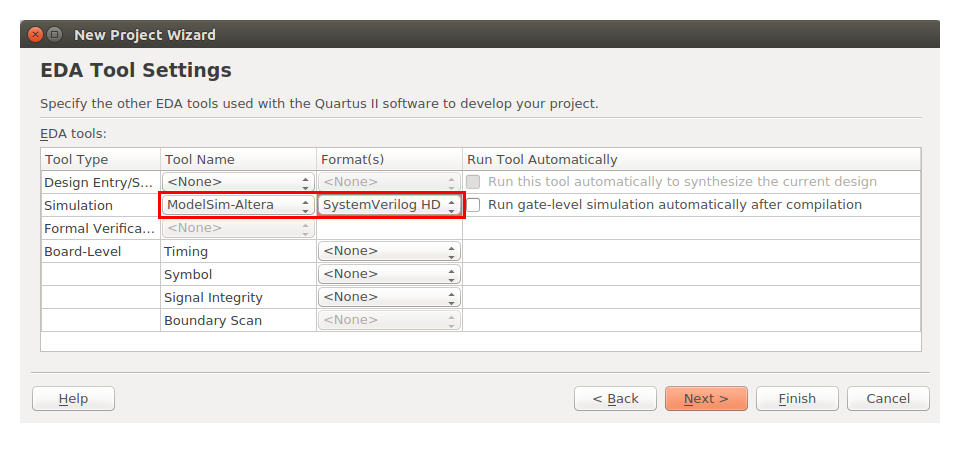 New Project Wizard
EDA Tool Settings
Specify the other EDA tools used with the Quartus II software to develop your project.
EDA tools:
Tool Type Tool Name Format(s) Run Tool Automatically
Design Entry/S... <None> <None> Run this tool automatically to synthesize the current design
Simulation ModelSim-Altera SystemVerilog HD Run gate-level simulation automatically after compilation
Formal Verifica... <None>
Board-Level Timing <None>
Symbol <None>
Signal Integrity <None>
Boundary Scan <None>
Help < Back Next > Finish Cancel